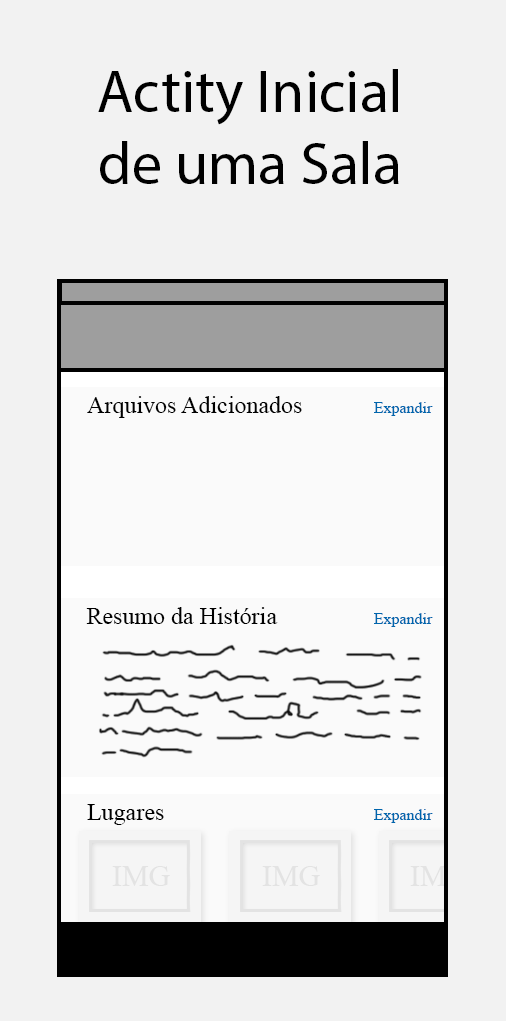 Actity Inicial
de uma Sala
Arquivos Adicionados Expandir
Resumo da História Expandir
Lugares Expandir
IMG IMG IM